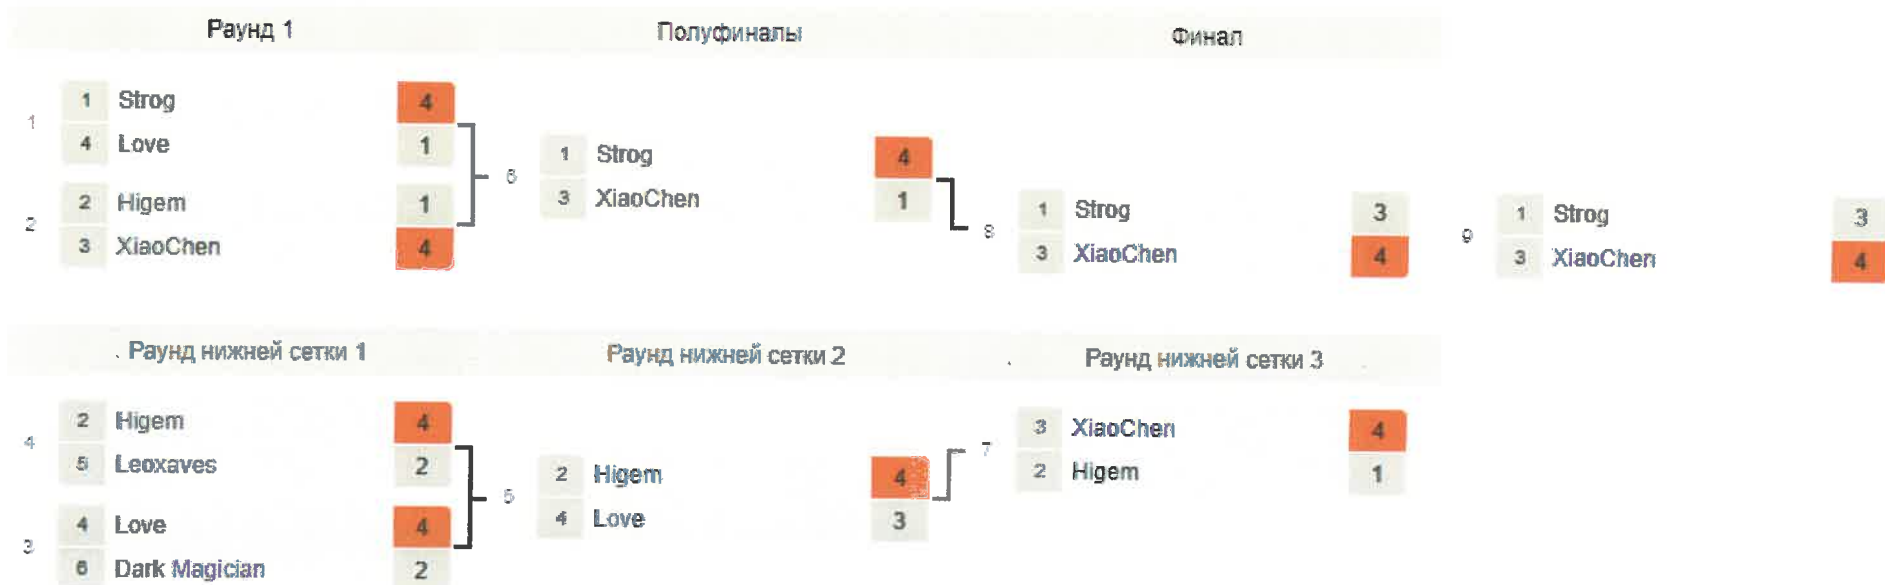 Раунд 1 Полуфиналы Финал
1 Strog 4
1
4 Love 1
2 Higem 1
2
3 XiaoChen 4
6
1 Strog 4
3 XiaoChen 1
8
1 Strog 3
3 XiaoChen 4
9
1 Strog 3
3 XiaoChen 4
Раунд нижней сетки 1 Раунд нижней сетки 2 Раунд нижней сетки 3
2 Higem 4
4
5 Leoxaves 2
4 Love 4
3
6 Dark Magician 2
5
2 Higem 4
4 Love 3
7
3 XiaoChen 4
2 Higem 1